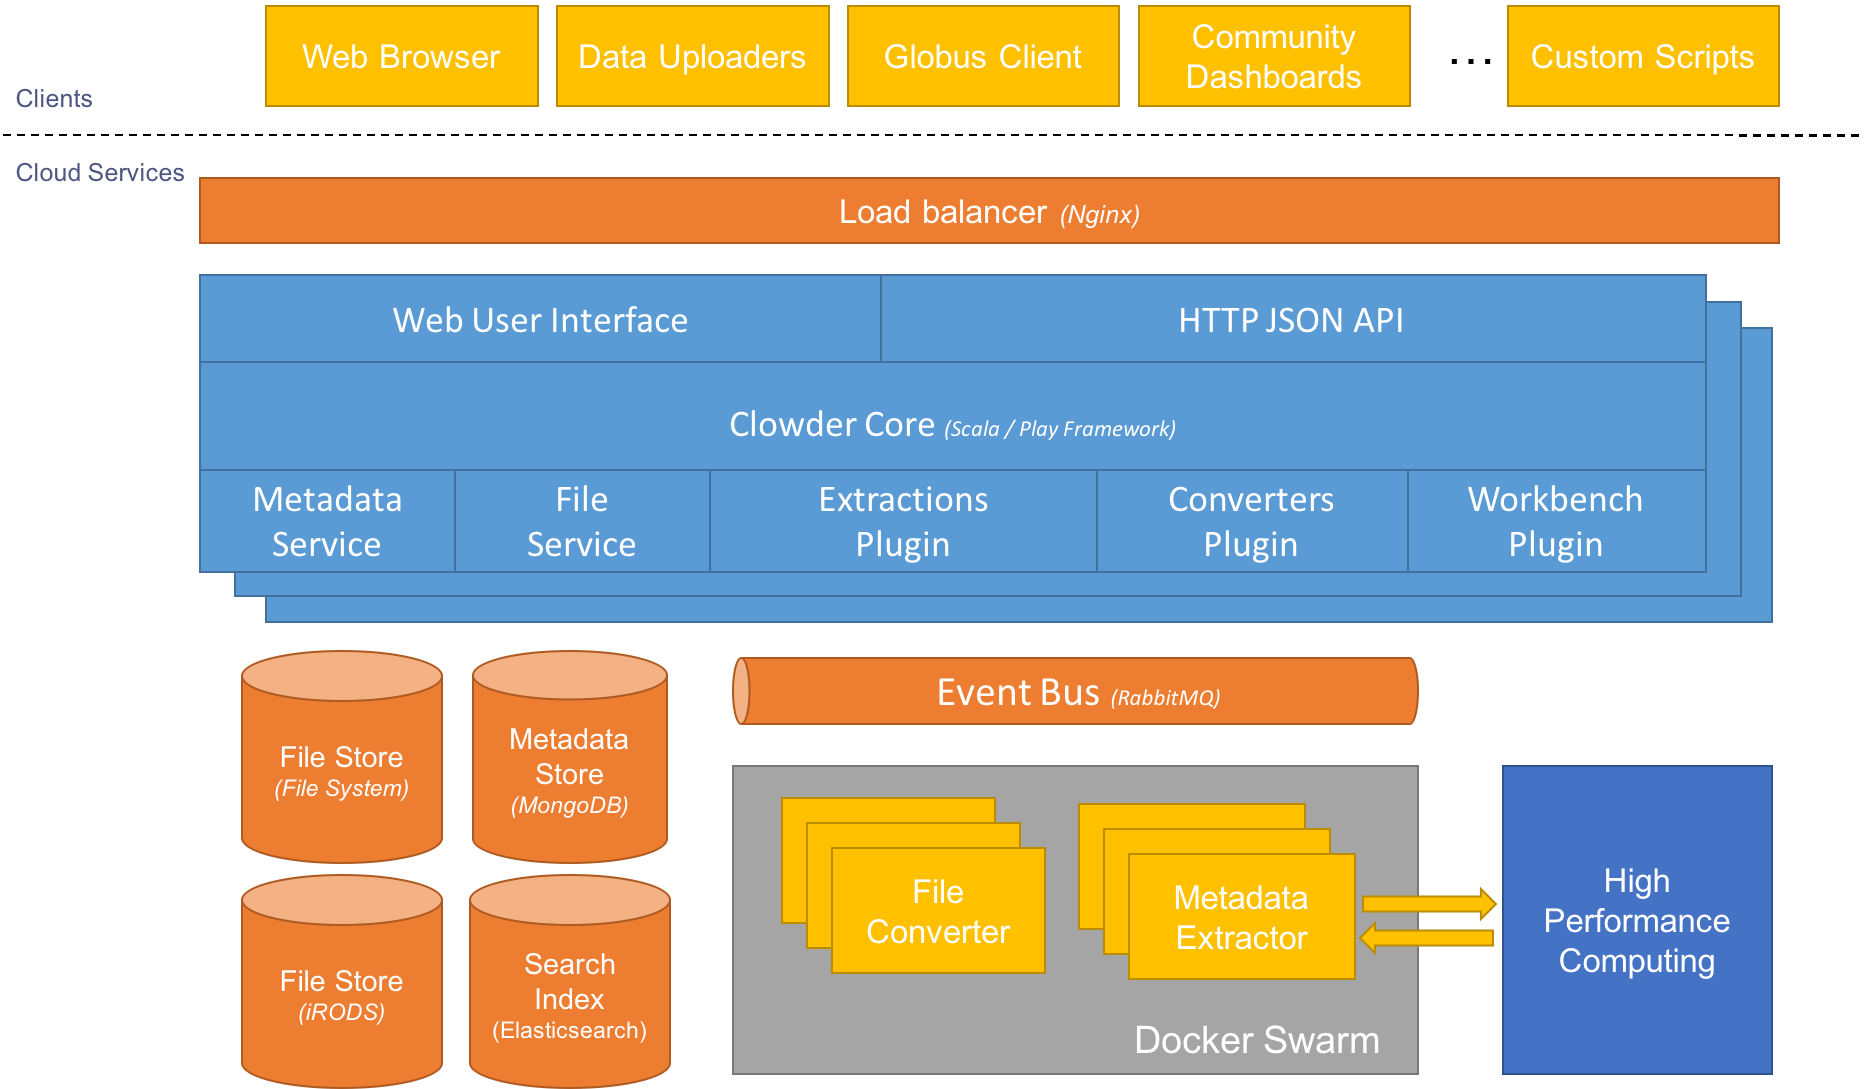 Web Browser
Data Uploaders
Globus Client
Community
Dashboards
...
Custom Scripts
Clients
Cloud Services
Load balancer (Nginx)
Web User Interface
HTTP JSON API
Clowder Core (Scala / Play Framework)
Metadata
Service
File
Service
Extractions
Plugin
Converters
Plugin
Workbench
Plugin
File Store
(File System)
Metadata
Store
(MongoDB)
Event Bus (RabbitMQ)
File Store
(iRODS)
Search
Index
(Elasticsearch)
File
Converter
Metadata
Extractor
Docker Swarm
High
Performance
Computing